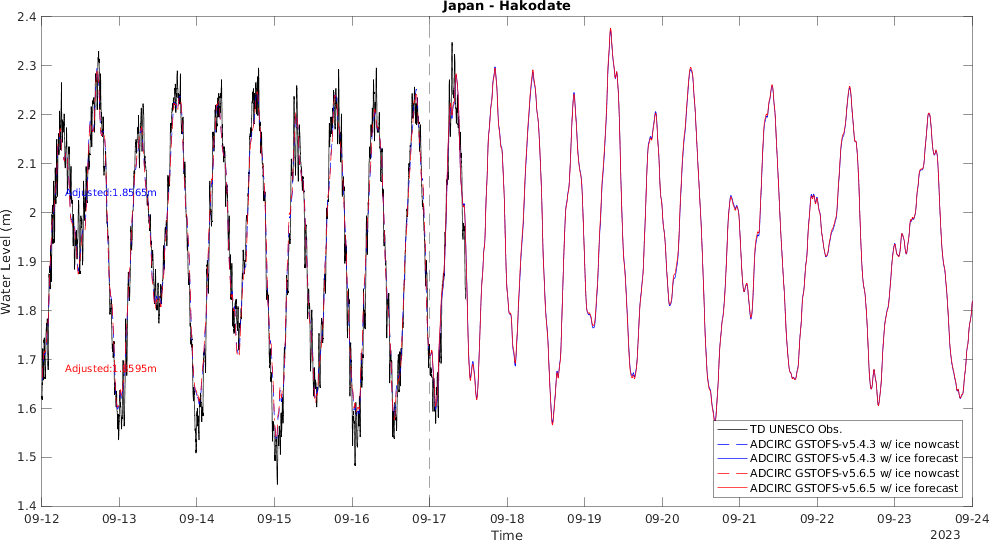 Japan - Hakodate
2.4
2.3
2.2
2.1
2
1.9
1.8
1.7
1.6
1.5
1.4
Water Level (m)
Adjusted:1.8565m
TD UNESCO Obs.
ADCIRC GSTOFS-v5.4.3 w/ ice nowcast
ADCIRC GSTOFS-v5.4.3 w/ ice forecast
ADCIRC GSTOFS-v5.6.5 w/ ice nowcast
ADCIRC GSTOFS-v5.6.5 w/ ice forecast
09-12 09-13 09-14 09-15 09-16 09-17 09-18 09-19 09-20 09-21 09-22 09-23 09-24
Time
2023